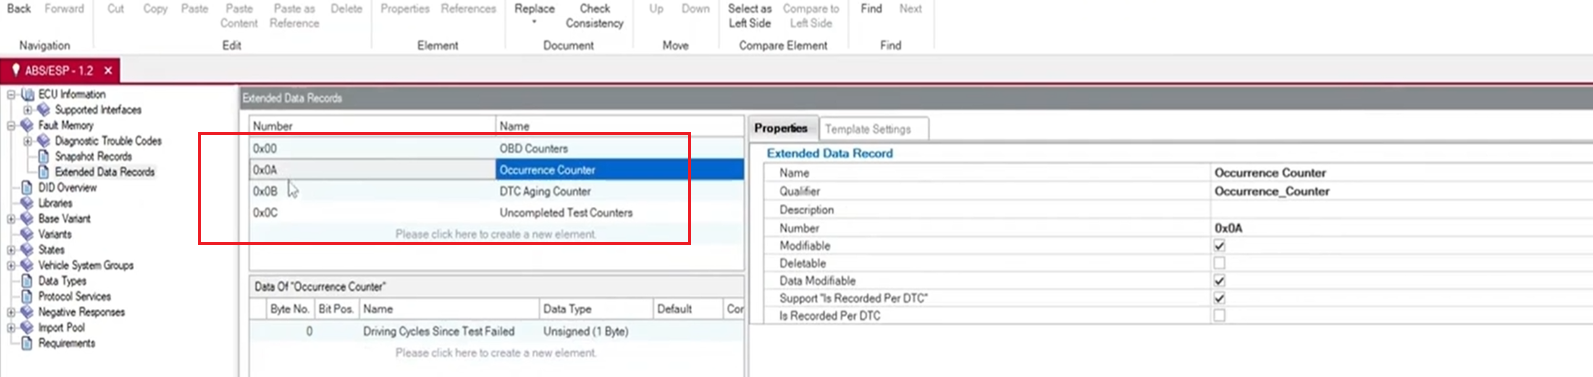 Back Forward Cut Copy Paste Paste Content Paste as Reference Delete Properties References Replace Check Consistency Up Down Select as Left Side Compare to Left Side Find Next
Navigation Edit Element Document Move Compare Element Find
ABS/ESP - 1.2 ×
ECU Information
Supported Interfaces
Fault Memory
Diagnostic Trouble Codes
Snapshot Records
Extended Data Records
DID Overview
Libraries
Base Variant
Variants
States
Vehicle System Groups
Data Types
Protocol Services
Negative Responses
Import Pool
Requirements
Extended Data Records
Number Name
0x00 OBD Counters
0x0A Occurrence Counter
0x0B DTC Aging Counter
0x0C Uncompleted Test Counters
Please click here to create a new element.
Data Of "Occurrence Counter"
Byte No. Bit Pos. Name Data Type Default Cor
0 Driving Cycles Since Test Failed Unsigned (1 Byte)
Please click here to create a new element.
Properties Template Settings
Extended Data Record
Name Occurrence Counter
Qualifier Occurrence_Counter
Description
Number 0x0A
Modifiable
Deletable
Data Modifiable
Support "Is Recorded Per DTC"
Is Recorded Per DTC